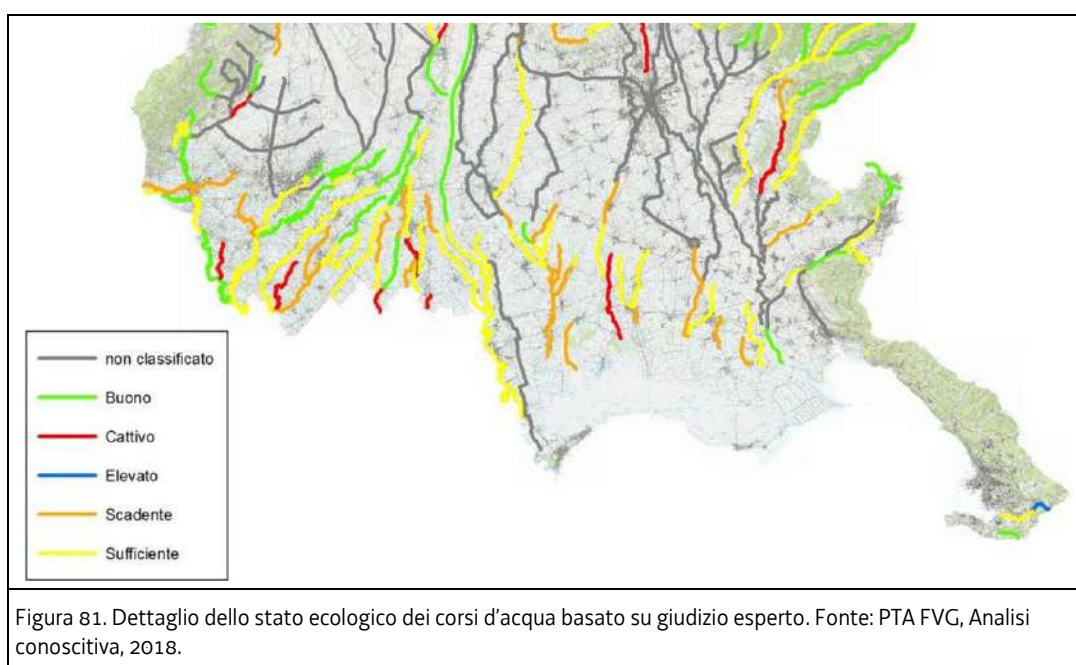 non classificato
Buono
Cattivo
Elevato
Scadente
Sufficiente
Figura 81. Dettaglio dello stato ecologico dei corsi d'acqua basato su giudizio esperto. Fonte: PTA FVG, Analisi
conoscitiva, 2018.